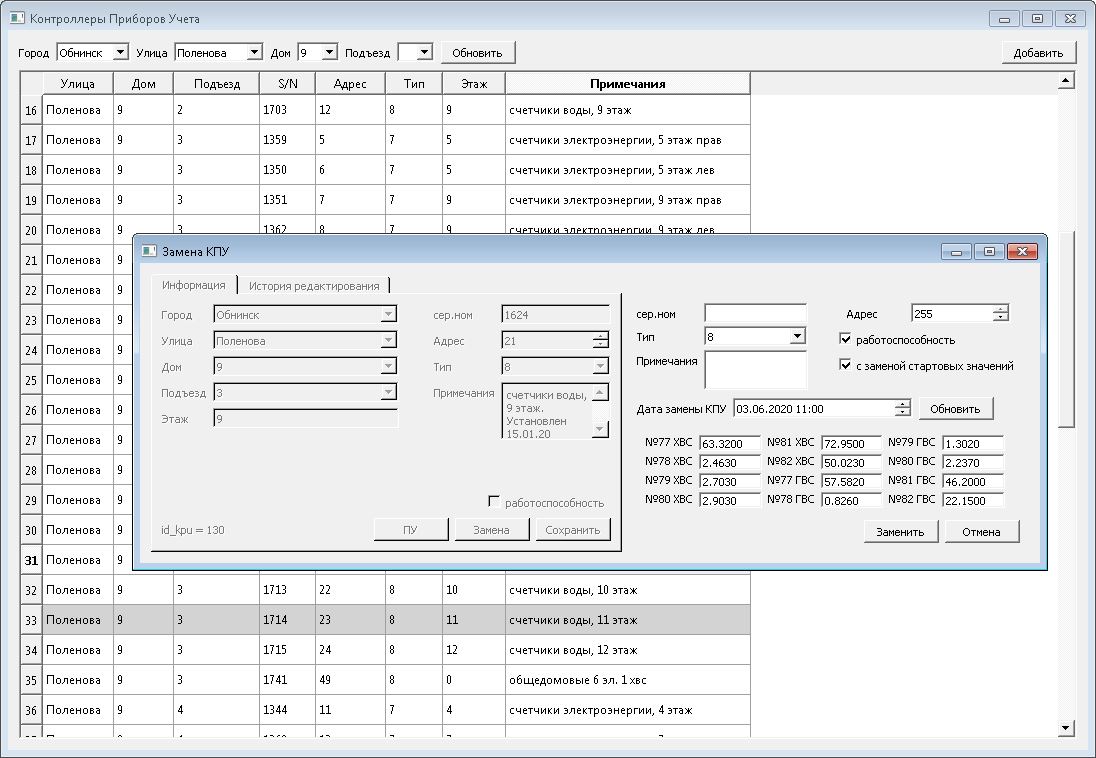 Контроллеры Приборов Учета
Город Обнинск Улица Поленова Дом 9 Подъезд Обновить Добавить
Улица Дом Подъезд S/N Адрес Тип Этаж Примечания
16 Поленова 9 2 1703 12 8 9 счетчики воды, 9 этаж
17 Поленова 9 3 1359 5 7 5 счетчики электроэнергии, 5 этаж прав
18 Поленова 9 3 1350 6 7 5 счетчики электроэнергии, 5 этаж лев
19 Поленова 9 3 1351 7 7 9 счетчики электроэнергии, 9 этаж прав
20 Поленова 9 3 1362 8 7 9 счетчики электроэнергии, 9 этаж лев
21 Поленова 9
22 Поленова 9
23 Поленова 9
24 Поленова 9
25 Поленова 9
26 Поленова 9
27 Поленова 9
28 Поленова 9
29 Поленова 9
30 Поленова 9
31 Поленова 9
Замена КПУ
Информация История редактирования
Город Обнинск сер.ном 1624
Улица Поленова Адрес 21
Дом 9 Тип 8
Подъезд 3 Примечания счетчики воды,
9 этаж.
Установлен
15.01.20
Этаж 9
работоспособность
id_kpu = 130 ПУ Замена Сохранить
сер.ном Адрес 255
Тип 8 работоспособность
Примечания с заменой стартовых значений
Дата замены КПУ 03.06.2020 11:00 Обновить
№77 ХВС 63.3200 №81 ХВС 72.9500 №79 ГВС 1.3020
№78 ХВС 2.4630 №82 ХВС 50.0230 №80 ГВС 2.2370
№79 ХВС 2.7030 №77 ГВС 57.5820 №81 ГВС 46.2000
№80 ХВС 2.9030 №78 ГВС 0.8260 №82 ГВС 22.1500
Заменить Отмена
32 Поленова 9 3 1713 22 8 10 счетчики воды, 10 этаж
33 Поленова 9 3 1714 23 8 11 счетчики воды, 11 этаж
34 Поленова 9 3 1715 24 8 12 счетчики воды, 12 этаж
35 Поленова 9 3 1741 49 8 0 общедомовые 6 эл. 1 хвс
36 Поленова 9 4 1344 11 7 4 счетчики электроэнергии, 4 этаж